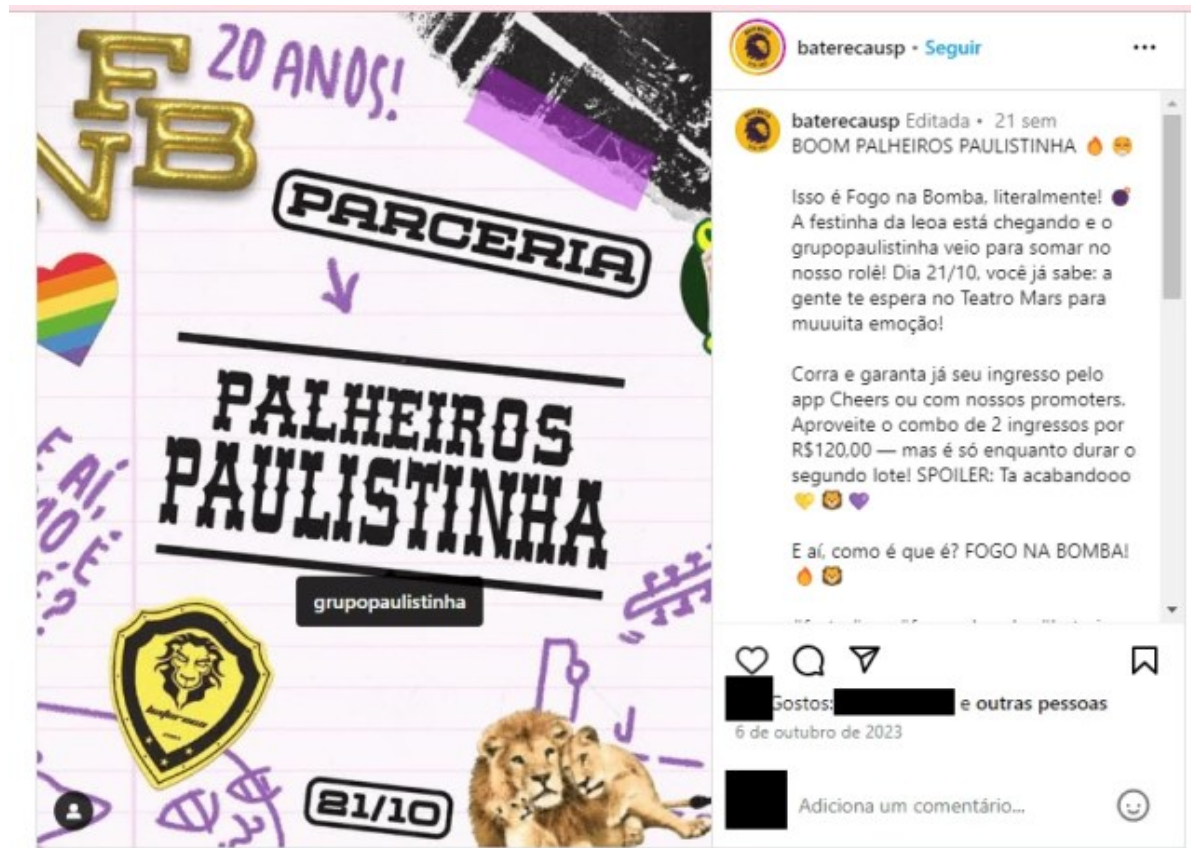 FB
N
20 ANOS!
PARCERIA
PALHEIROS
PAULISTINHA
grupopaulistinha
E AÍ,
É
21/10
baterecausp • Seguir
baterecausp Editada • 21 sem
BOOM PALHEIROS PAULISTINHA 🔥 😁
Isso é Fogo na Bomba, literalmente! 💣
A festinha da leoa está chegando e o
grupopaulistinha veio para somar no
nosso rolê! Dia 21/10, você já sabe: a
gente te espera no Teatro Mars para
muuuita emoção!
Corra e garanta já seu ingresso pelo
app Cheers ou com nossos promoters.
Aproveite o combo de 2 ingressos por
R$120,00 — mas é só enquanto durar o
segundo lote! SPOILER: Ta acabandooo
💛 🦁 💜
E aí, como é que é? FOGO NA BOMBA!
🔥 🦁
Gostos: e outras pessoas
6 de outubro de 2023
Adiciona um comentário...